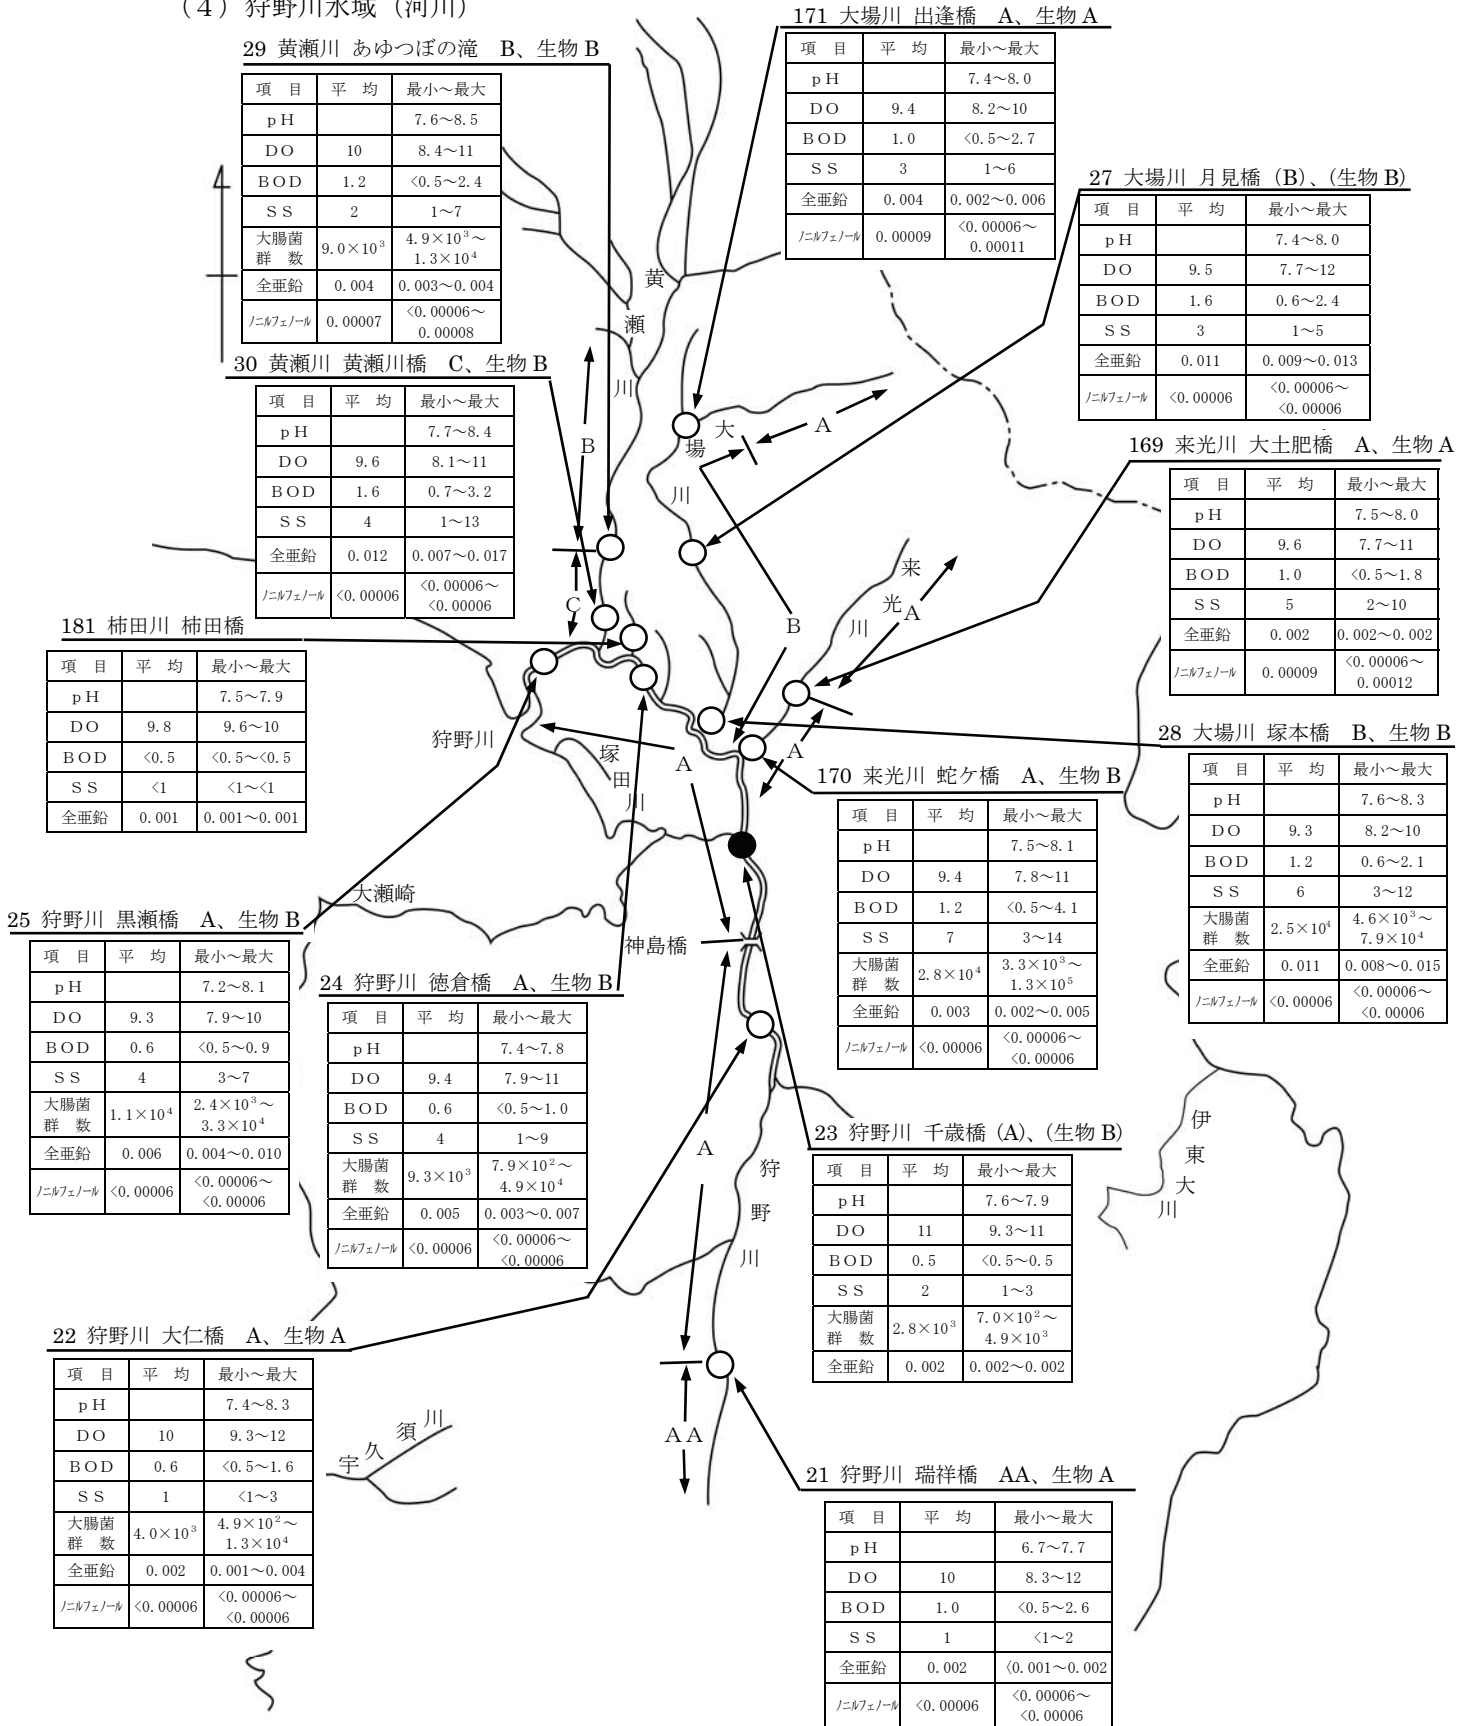 (４) 狩野川水域（河川）
29 黄瀬川 あゆつぼの滝　B、生物 B
項　目 平　均 最小～最大
ｐＨ 7.6～8.5
ＤＯ 10 8.4～11
ＢＯＤ 1.2 <0.5～2.4
ＳＳ 2 1～7
大腸菌 4.9×10³～
群　数 9.0×10³ 1.3×10⁴
全亜鉛 0.004 0.003～0.004
ﾉﾆﾙﾌｪﾉｰﾙ 0.00007 <0.00006～
0.00008
171 大場川 出逢橋　A、生物 A
項　目 平　均 最小～最大
ｐＨ 7.4～8.0
ＤＯ 9.4 8.2～10
ＢＯＤ 1.0 <0.5～2.7
ＳＳ 3 1～6
全亜鉛 0.004 0.002～0.006
ﾉﾆﾙﾌｪﾉｰﾙ 0.00009 <0.00006～
0.00011
27 大場川 月見橋 (B)、(生物 B)
項　目 平　均 最小～最大
ｐＨ 7.4～8.0
ＤＯ 9.5 7.7～12
ＢＯＤ 1.6 0.6～2.4
ＳＳ 3 1～5
全亜鉛 0.011 0.009～0.013
ﾉﾆﾙﾌｪﾉｰﾙ <0.00006 <0.00006～
<0.00006
30 黄瀬川 黄瀬川橋　C、生物 B
項　目 平　均 最小～最大
ｐＨ 7.7～8.4
ＤＯ 9.6 8.1～11
ＢＯＤ 1.6 0.7～3.2
ＳＳ 4 1～13
全亜鉛 0.012 0.007～0.017
ﾉﾆﾙﾌｪﾉｰﾙ <0.00006 <0.00006～
<0.00006
169 来光川 大土肥橋　A、生物 A
項　目 平　均 最小～最大
ｐＨ 7.5～8.0
ＤＯ 9.6 7.7～11
ＢＯＤ 1.0 <0.5～1.8
ＳＳ 5 2～10
全亜鉛 0.002 0.002～0.002
ﾉﾆﾙﾌｪﾉｰﾙ 0.00009 <0.00006～
0.00012
黄瀬川
大場川
来光川
B
A
C
B
A
A
A
181 柿田川 柿田橋
項　目 平　均 最小～最大
ｐＨ 7.5～7.9
ＤＯ 9.8 9.6～10
ＢＯＤ <0.5 <0.5～<0.5
ＳＳ <1 <1～<1
全亜鉛 0.001 0.001～0.001
狩野川
塚田川
28 大場川 塚本橋　B、生物 B
項　目 平　均 最小～最大
ｐＨ 7.6～8.3
ＤＯ 9.3 8.2～10
ＢＯＤ 1.2 0.6～2.1
ＳＳ 6 3～12
大腸菌 4.6×10³～
群　数 2.5×10⁴ 7.9×10⁴
全亜鉛 0.011 0.008～0.015
ﾉﾆﾙﾌｪﾉｰﾙ <0.00006 <0.00006～
<0.00006
170 来光川 蛇ケ橋　A、生物 B
項　目 平　均 最小～最大
ｐＨ 7.5～8.1
ＤＯ 9.4 7.8～11
ＢＯＤ 1.2 <0.5～4.1
ＳＳ 7 3～14
大腸菌 3.3×10³～
群　数 2.8×10⁴ 1.3×10⁵
全亜鉛 0.003 0.002～0.005
ﾉﾆﾙﾌｪﾉｰﾙ <0.00006 <0.00006～
<0.00006
大瀬崎
神島橋
25 狩野川 黒瀬橋　A、生物 B
項　目 平　均 最小～最大
ｐＨ 7.2～8.1
ＤＯ 9.3 7.9～10
ＢＯＤ 0.6 <0.5～0.9
ＳＳ 4 3～7
大腸菌 2.4×10³～
群　数 1.1×10⁴ 3.3×10⁴
全亜鉛 0.006 0.004～0.010
ﾉﾆﾙﾌｪﾉｰﾙ <0.00006 <0.00006～
<0.00006
24 狩野川 徳倉橋　A、生物 B
項　目 平　均 最小～最大
ｐＨ 7.4～7.8
ＤＯ 9.4 7.9～11
ＢＯＤ 0.6 <0.5～1.0
ＳＳ 4 1～9
大腸菌 7.9×10²～
群　数 9.3×10³ 4.9×10⁴
全亜鉛 0.005 0.003～0.007
ﾉﾆﾙﾌｪﾉｰﾙ <0.00006 <0.00006～
<0.00006
A
狩野川
伊東大川
23 狩野川 千歳橋 (A)、(生物 B)
項　目 平　均 最小～最大
ｐＨ 7.6～7.9
ＤＯ 11 9.3～11
ＢＯＤ 0.5 <0.5～0.5
ＳＳ 2 1～3
大腸菌 7.0×10²～
群　数 2.8×10³ 4.9×10³
全亜鉛 0.002 0.002～0.002
22 狩野川 大仁橋　A、生物 A
項　目 平　均 最小～最大
ｐＨ 7.4～8.3
ＤＯ 10 9.3～12
ＢＯＤ 0.6 <0.5～1.6
ＳＳ 1 <1～3
大腸菌 4.9×10²～
群　数 4.0×10³ 1.3×10⁴
全亜鉛 0.002 0.001～0.004
ﾉﾆﾙﾌｪﾉｰﾙ <0.00006 <0.00006～
<0.00006
宇久須川
ＡＡ
21 狩野川 瑞祥橋　AA、生物 A
項　目 平　均 最小～最大
ｐＨ 6.7～7.7
ＤＯ 10 8.3～12
ＢＯＤ 1.0 <0.5～2.6
ＳＳ 1 <1～2
全亜鉛 0.002 <0.001～0.002
ﾉﾆﾙﾌｪﾉｰﾙ <0.00006 <0.00006～
<0.00006